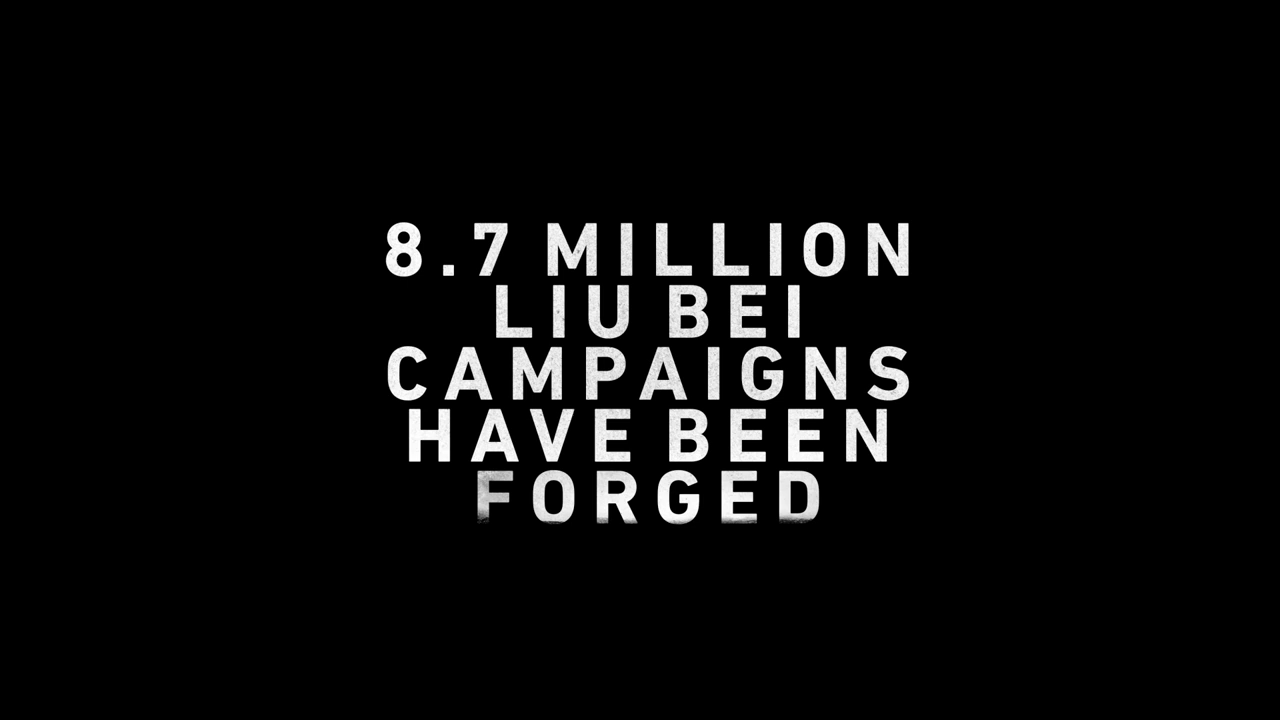 8.7 MILLION
LIU BEI
CAMPAIGNS
HAVE BEEN
FORGED